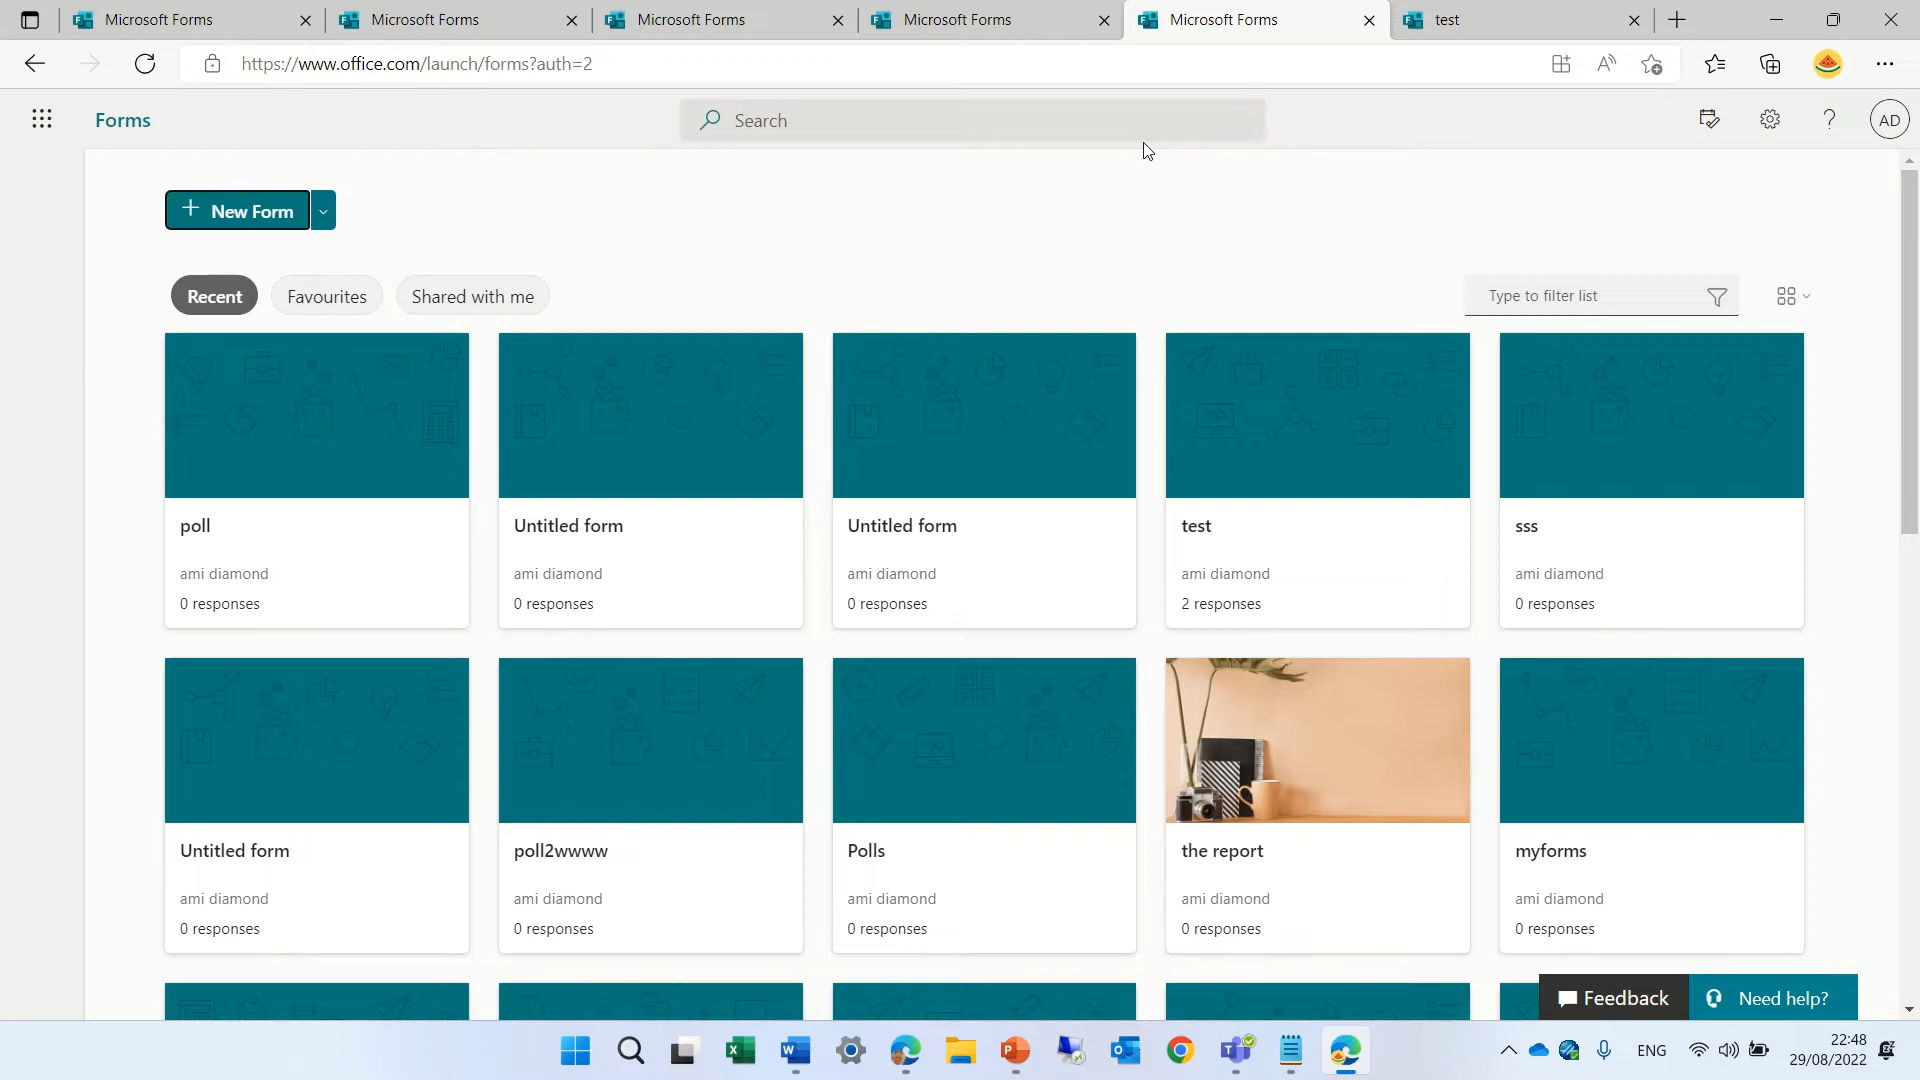 Microsoft Forms
Microsoft Forms
Microsoft Forms
Microsoft Forms
Microsoft Forms
test
https://www.office.com/launch/forms?auth=2
Forms
Search
AD
New Form
Recent
Favourites
Shared with me
Type to filter list
poll
ami diamond
0 responses
Untitled form
ami diamond
0 responses
Untitled form
ami diamond
0 responses
test
ami diamond
2 responses
sss
ami diamond
0 responses
Untitled form
ami diamond
0 responses
poll2wwww
ami diamond
0 responses
Polls
ami diamond
0 responses
the report
ami diamond
0 responses
myforms
ami diamond
0 responses
Feedback
Need help?
ENG
22:48
29/08/2022